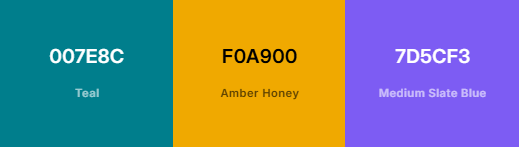 007E8C
Teal
F0A900
Amber Honey
7D5CF3
Medium Slate Blue